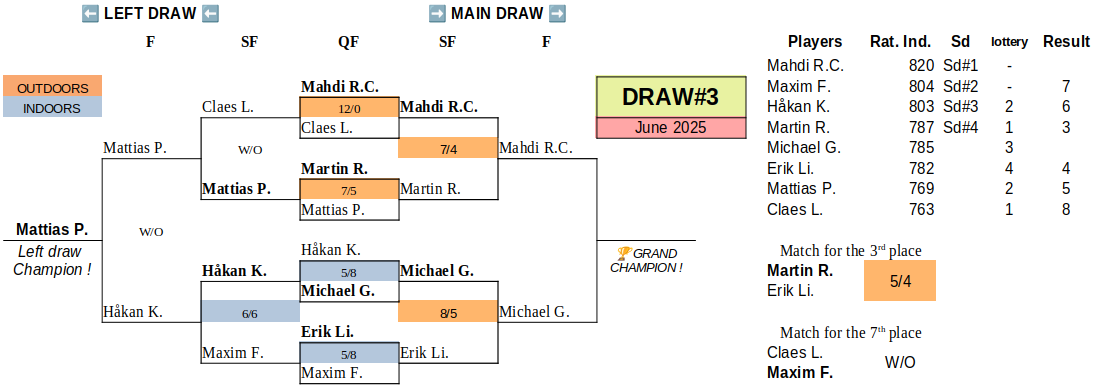 ⬅ LEFT DRAW ⬅ ➡ MAIN DRAW ➡
F SF QF SF F
OUTDOORS
INDOORS
Mahdi R.C.
Claes L. 12/0 Mahdi R.C.
Claes L.
Mattias P. W/O 7/4 Mahdi R.C.
Martin R.
Mattias P. 7/5 Martin R.
Mattias P.
Mattias P. W/O
Left draw
Champion !
🏆 GRAND
CHAMPION !
Håkan K.
Håkan K. 5/8 Michael G.
Michael G.
Håkan K. 6/6 8/5 Michael G.
Erik Li.
Maxim F. 5/8 Erik Li.
Maxim F.
DRAW#3
June 2025
Players Rat. Ind. Sd lottery Result
Mahdi R.C. 820 Sd#1 -
Maxim F. 804 Sd#2 - 7
Håkan K. 803 Sd#3 2 6
Martin R. 787 Sd#4 1 3
Michael G. 785 3
Erik Li. 782 4 4
Mattias P. 769 2 5
Claes L. 763 1 8
Match for the 3rd place
Martin R. 5/4
Erik Li.
Match for the 7th place
Claes L. W/O
Maxim F.